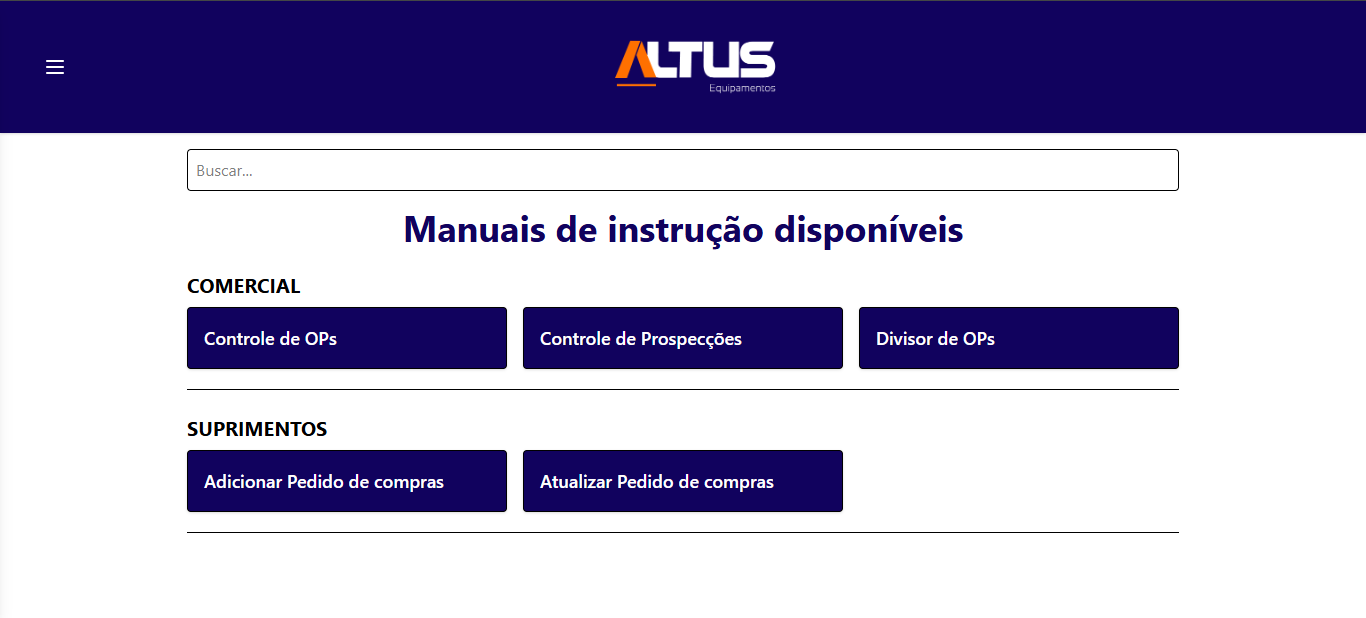 ALTUS
Equipamentos
Buscar...
Manuais de instrução disponíveis
COMERCIAL
Controle de OPs
Controle de Prospecções
Divisor de OPs
SUPRIMENTOS
Adicionar Pedido de compras
Atualizar Pedido de compras